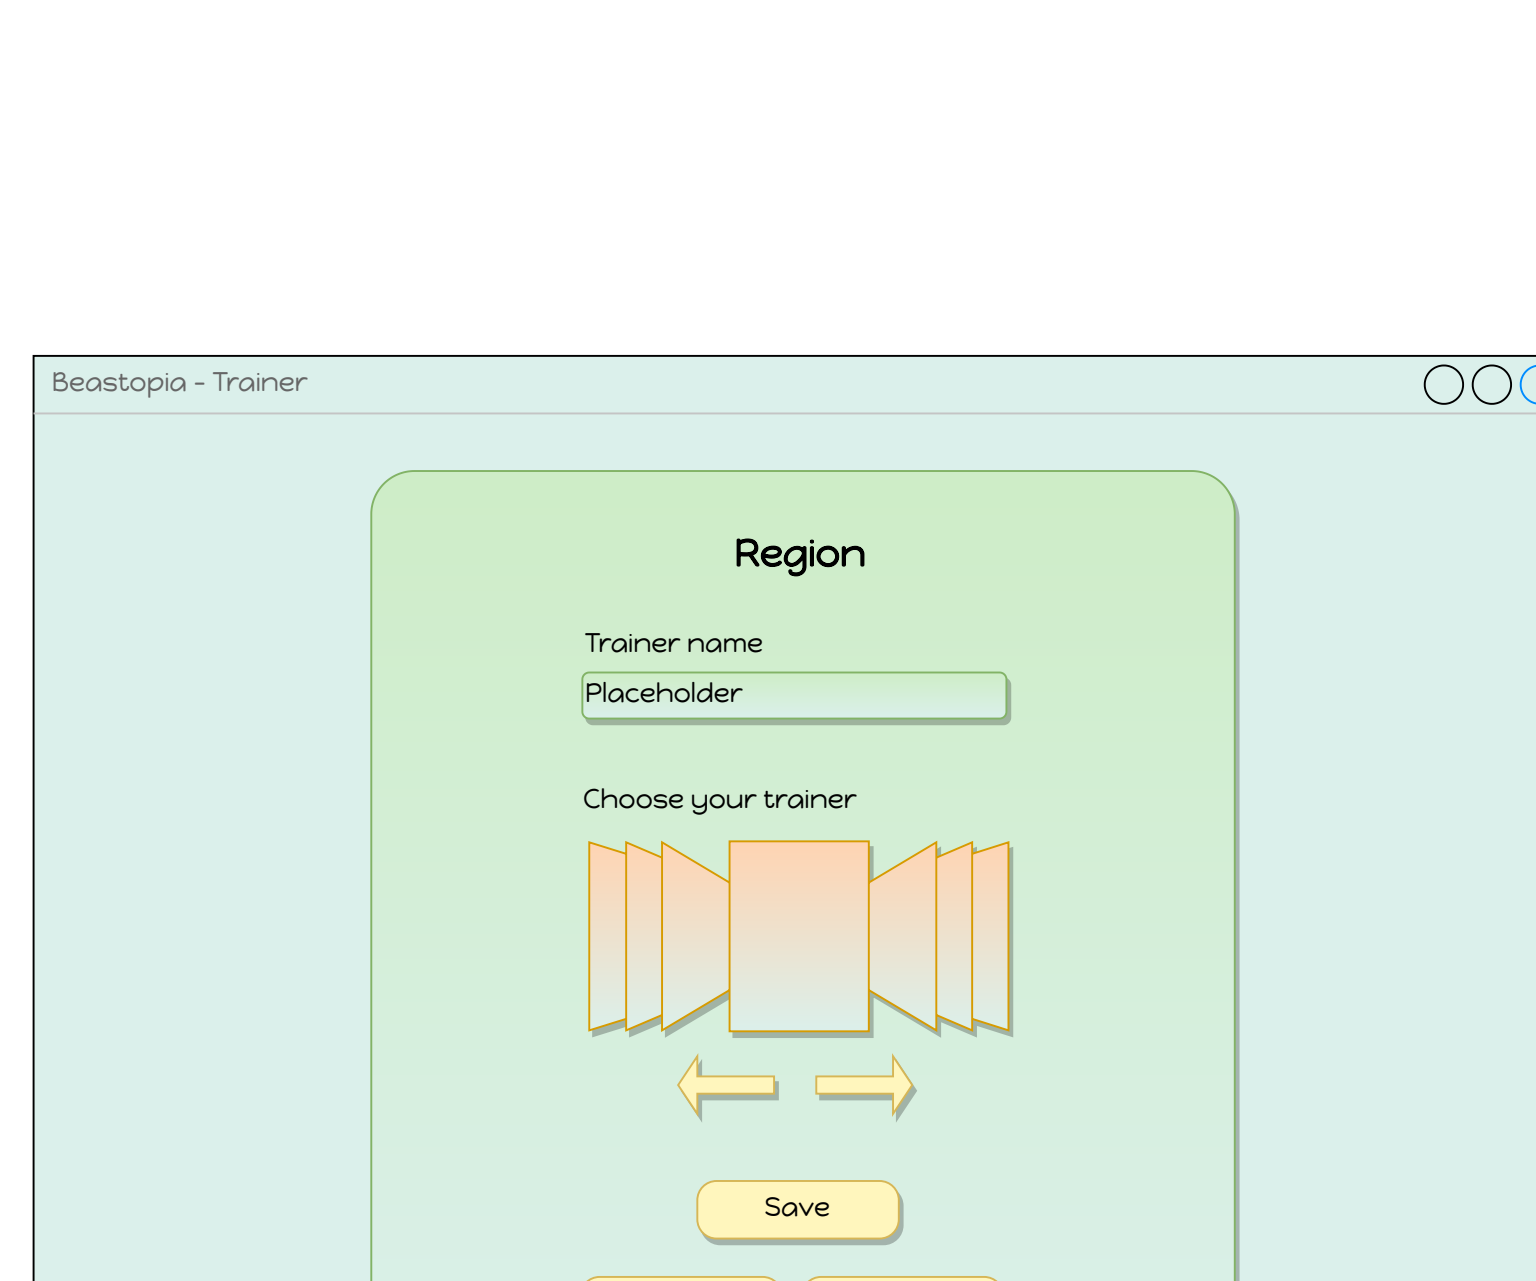 Beastopia - Trainer
Region
Trainer name
Placeholder
Choose your trainer
Save